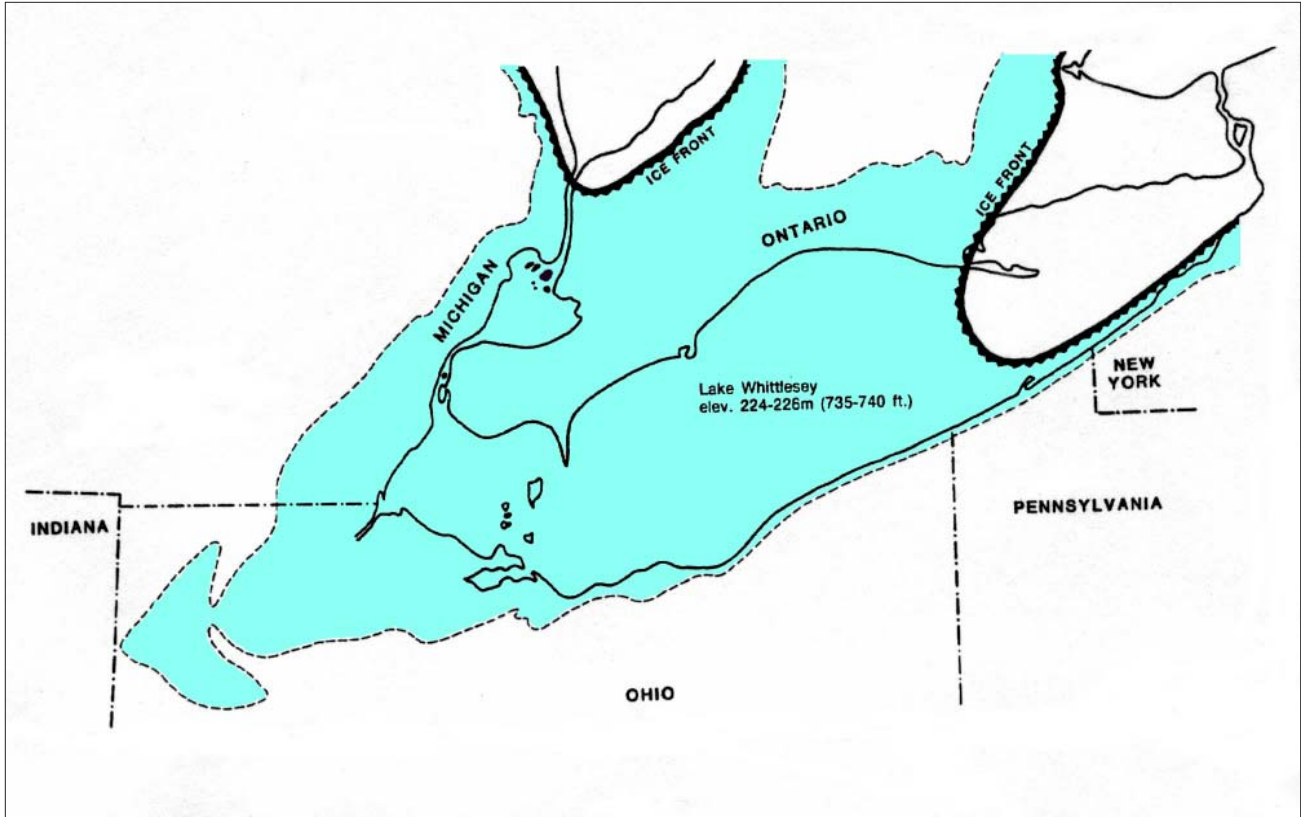 ICE FRONT
ICE FRONT
ONTARIO
MICHIGAN
Lake Whittlesey
elev. 224-226m (735-740 ft.)
NEW
YORK
INDIANA
PENNSYLVANIA
OHIO